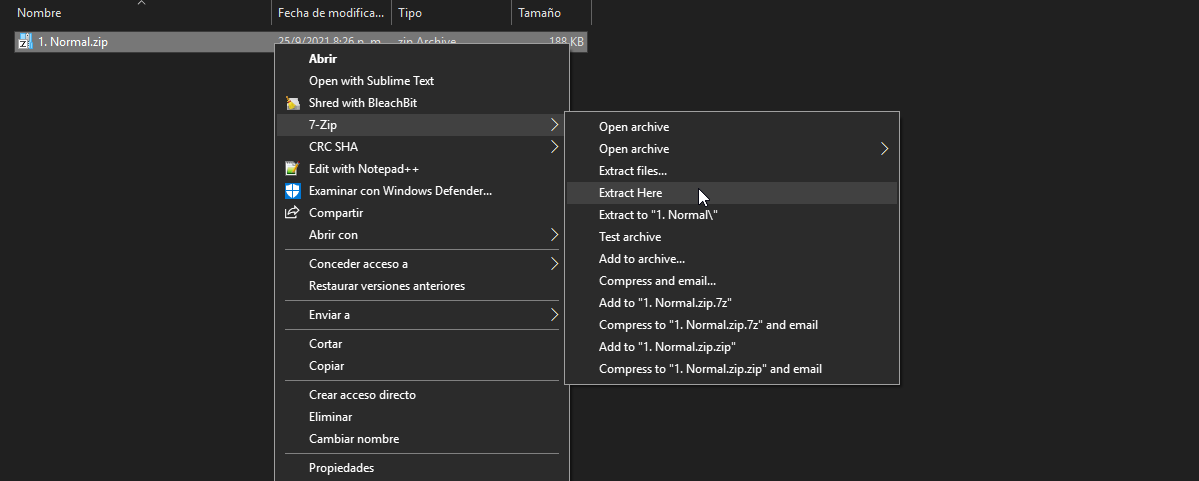 Nombre
Fecha de modifica...
Tipo
Tamaño
1. Normal.zip
25/9/2021 8:26 p. m.
zip Archive
188 KB
Abrir
Open with Sublime Text
Shred with BleachBit
7-Zip
CRC SHA
Edit with Notepad++
Examinar con Windows Defender...
Compartir
Abrir con
Conceder acceso a
Restaurar versiones anteriores
Enviar a
Cortar
Copiar
Crear acceso directo
Eliminar
Cambiar nombre
Propiedades
Open archive
Open archive
Extract files...
Extract Here
Extract to "1. Normal\"
Test archive
Add to archive...
Compress and email...
Add to "1. Normal.zip.7z"
Compress to "1. Normal.zip.7z" and email
Add to "1. Normal.zip.zip"
Compress to "1. Normal.zip.zip" and email